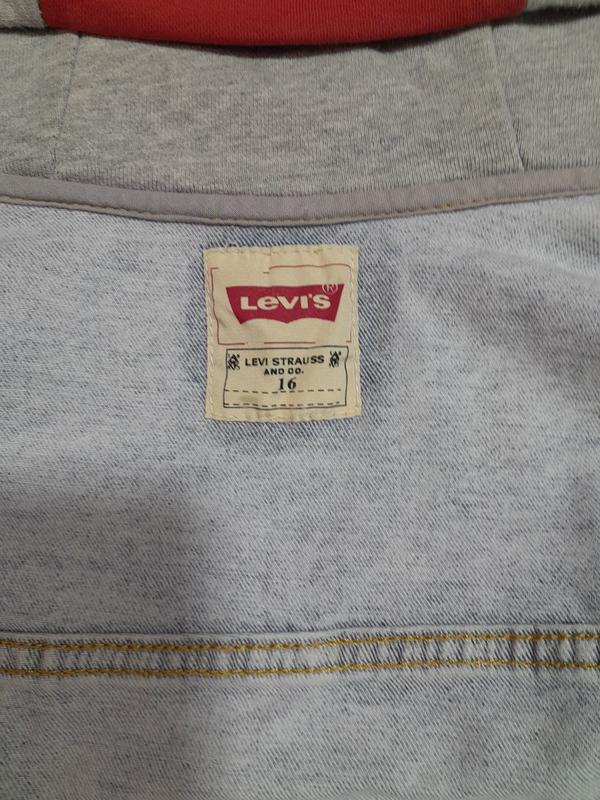 LEVI'S ®
LEVI STRAUSS
AND CO.
16